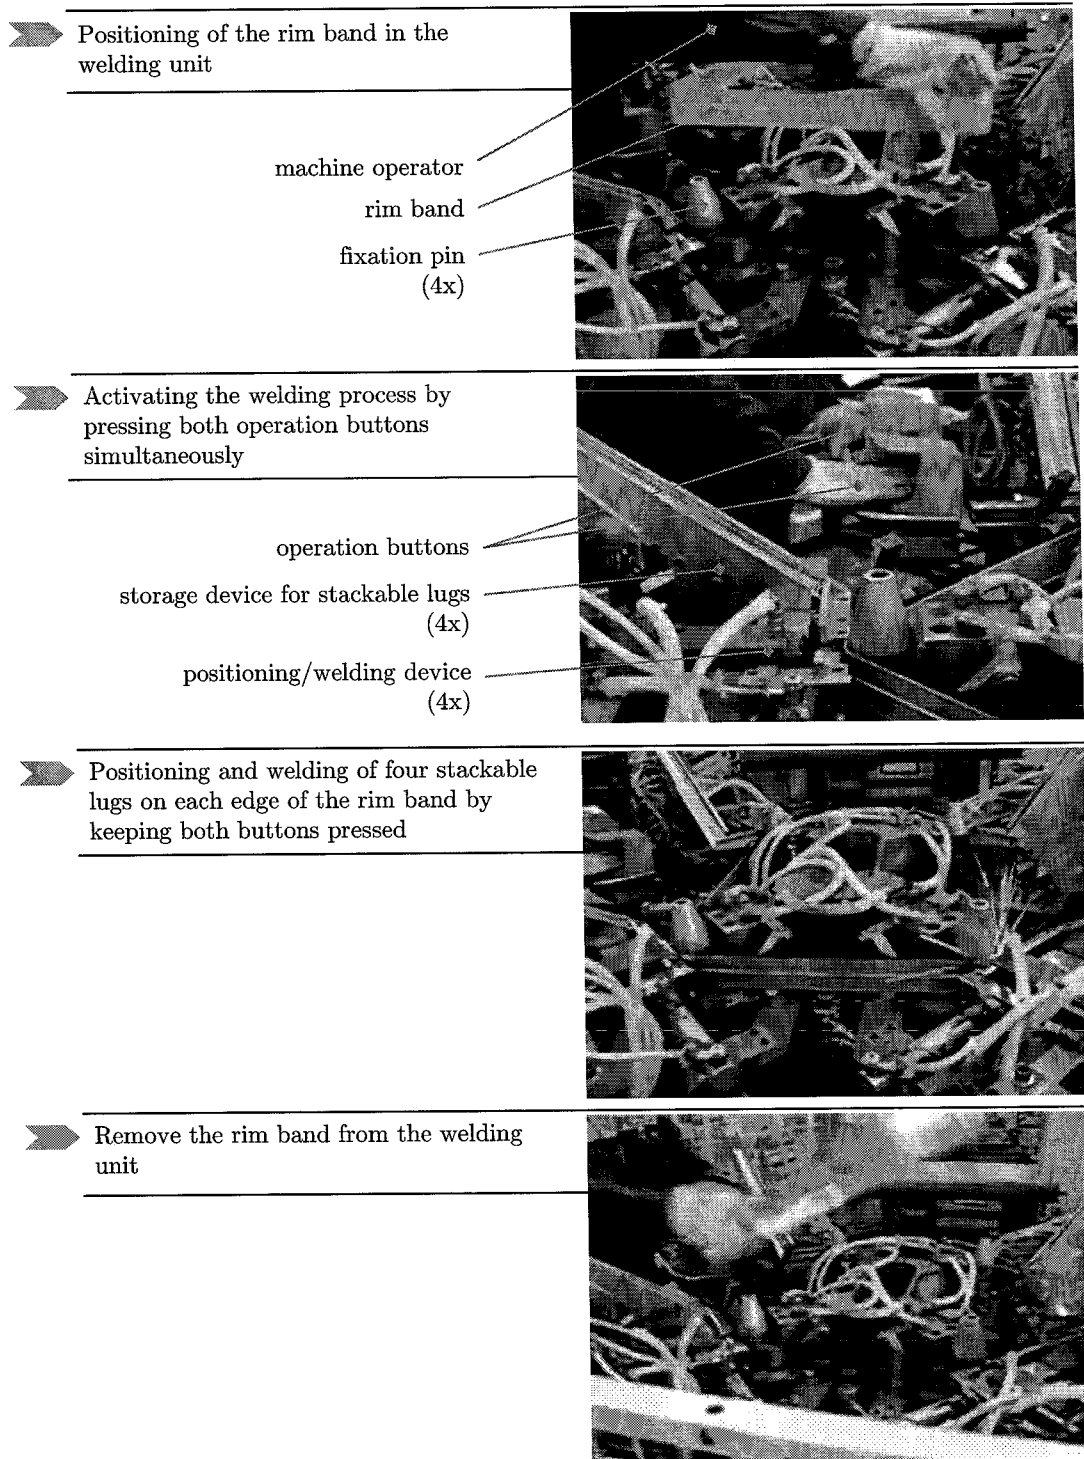 Positioning of the rim band in the
welding unit
machine operator
rim band
fixation pin
(4x)
Activating the welding process by
pressing both operation buttons
simultaneously
operation buttons
storage device for stackable lugs
(4x)
positioning/welding device
(4x)
Positioning and welding of four stackable
lugs on each edge of the rim band by
keeping both buttons pressed
Remove the rim band from the welding
unit